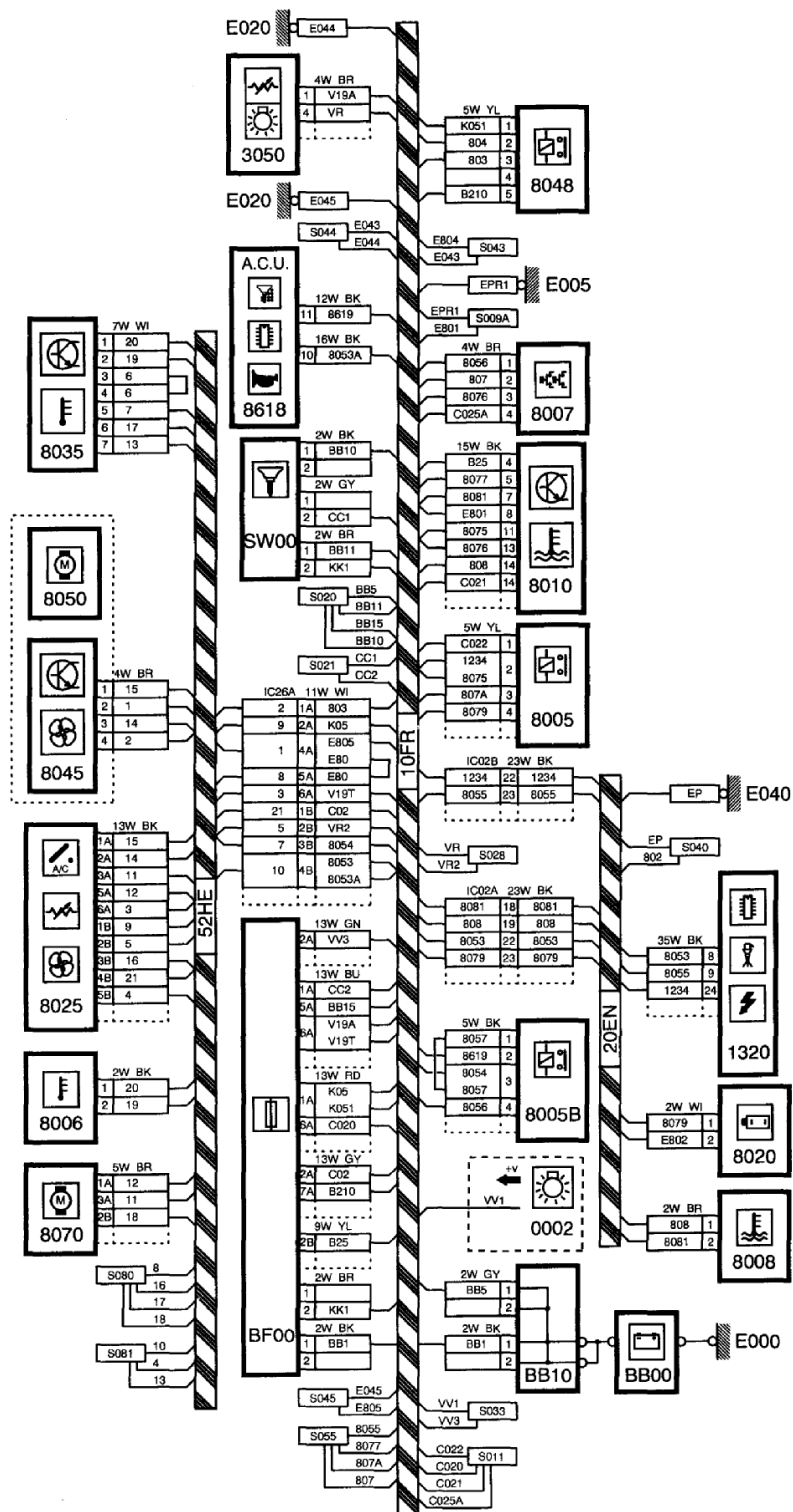 E020
E044
4W BR
1 V19A
4 VR
3050
5W YL
K051 1
804 2
803 3
4
B210 5
8048
E020
E045
S044
E043
E044
E804
E043
S043
EPR1
E005
EPR1
E801
S009A
A.C.U.
12W BK
11 8619
16W BK
10 8053A
8618
7W WI
1 20
2 19
3 6
4 6
5 7
6 17
7 13
8035
4W BR
8056 1
807 2
8076 3
C025A 4
8007
2W BK
1 BB10
2
2W GY
1
2 CC1
2W BR
1 BB11
2 KK1
SW00
15W BK
B25 4
8077 5
8081 7
E801 8
8075 11
8076 13
808 14
C021 14
8010
M
8050
S020
BB5
BB11
BB15
BB10
S021
CC1
CC2
5W YL
C022 1
1234
8075
2
807A 3
8079 4
8005
4W BR
1 15
2 1
3 14
4 2
8045
IC26A 11W WI
2 1A 803
9 2A K05
1 4A E805
E80
8 5A E80
3 6A V19T
21 1B C02
5 2B VR2
7 3B 8054
10 4B 8053
8053A
10FR
IC02B 23W BK
1234 22 1234
8055 23 8055
EP
E040
EP
802
S040
VR
VR2
S028
13W BK
1A 15
2A 14
3A 11
5A 12
6A 3
1B 9
2B 5
3B 16
4B 21
5B 4
A/C
8025
52HE
IC02A 23W BK
8081 18 8081
808 19 808
8053 22 8053
8079 23 8079
35W BK
8053 8
8055 9
1234 24
1320
20EN
13W GN
2A VV3
13W BU
1A CC2
5A BB15
6A V19A
V19T
13W RD
1A K05
K051
6A C020
13W GY
2A C02
7A B210
9W YL
2B B25
2W BR
1
2 KK1
2W BK
1 BB1
2
BF00
5W BK
8057 1
8619 2
8054
8057
3
8056 4
8005B
2W BK
1 20
2 19
8006
2W WI
8079 1
E802 2
8020
5W BR
1A 12
3A 11
2B 18
M
8070
+V
VV1
0002
2W BR
808 1
8081 2
8008
S080
8
16
17
18
S081
10
4
13
2W GY
BB5 1
2
2W BK
BB1 1
2
BB10
BB00
E000
S045
E045
E805
VV1
VV3
S033
S055
8055
8077
807A
807
C022
C020
C021
C025A
S011